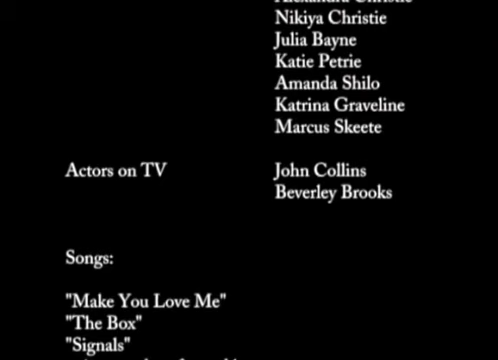 Nikiya Christie
Julia Bayne
Katie Petrie
Amanda Shilo
Katrina Graveline
Marcus Skeete
Actors on TV John Collins
Beverley Brooks
Songs:
"Make You Love Me"
"The Box"
"Signals"